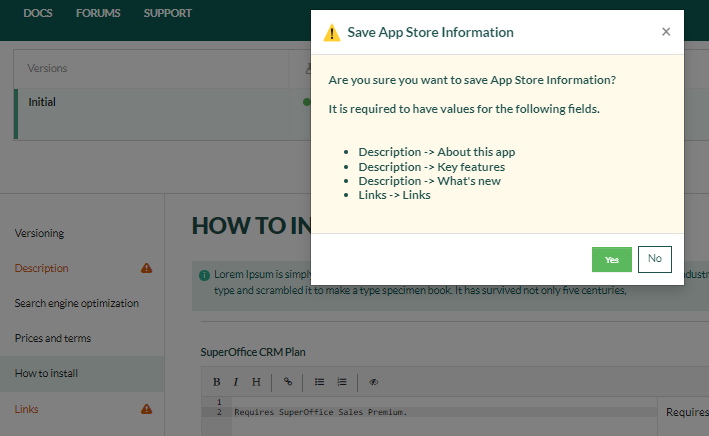 DOCS FORUMS SUPPORT
Save App Store Information ×
Versions
Are you sure you want to save App Store Information?
Initial
It is required to have values for the following fields.
• Description -> About this app
• Description -> Key features
• Description -> What's new
• Links -> Links
Yes No
Versioning
Description
Search engine optimization
Prices and terms
How to install
Links
HOW TO IN
Lorem Ipsum is simply
type and scrambled it to make a type specimen book. It has survived not only five centuries,
SuperOffice CRM Plan
B I H
1
2 Requires SuperOffice Sales Premium.
Requires